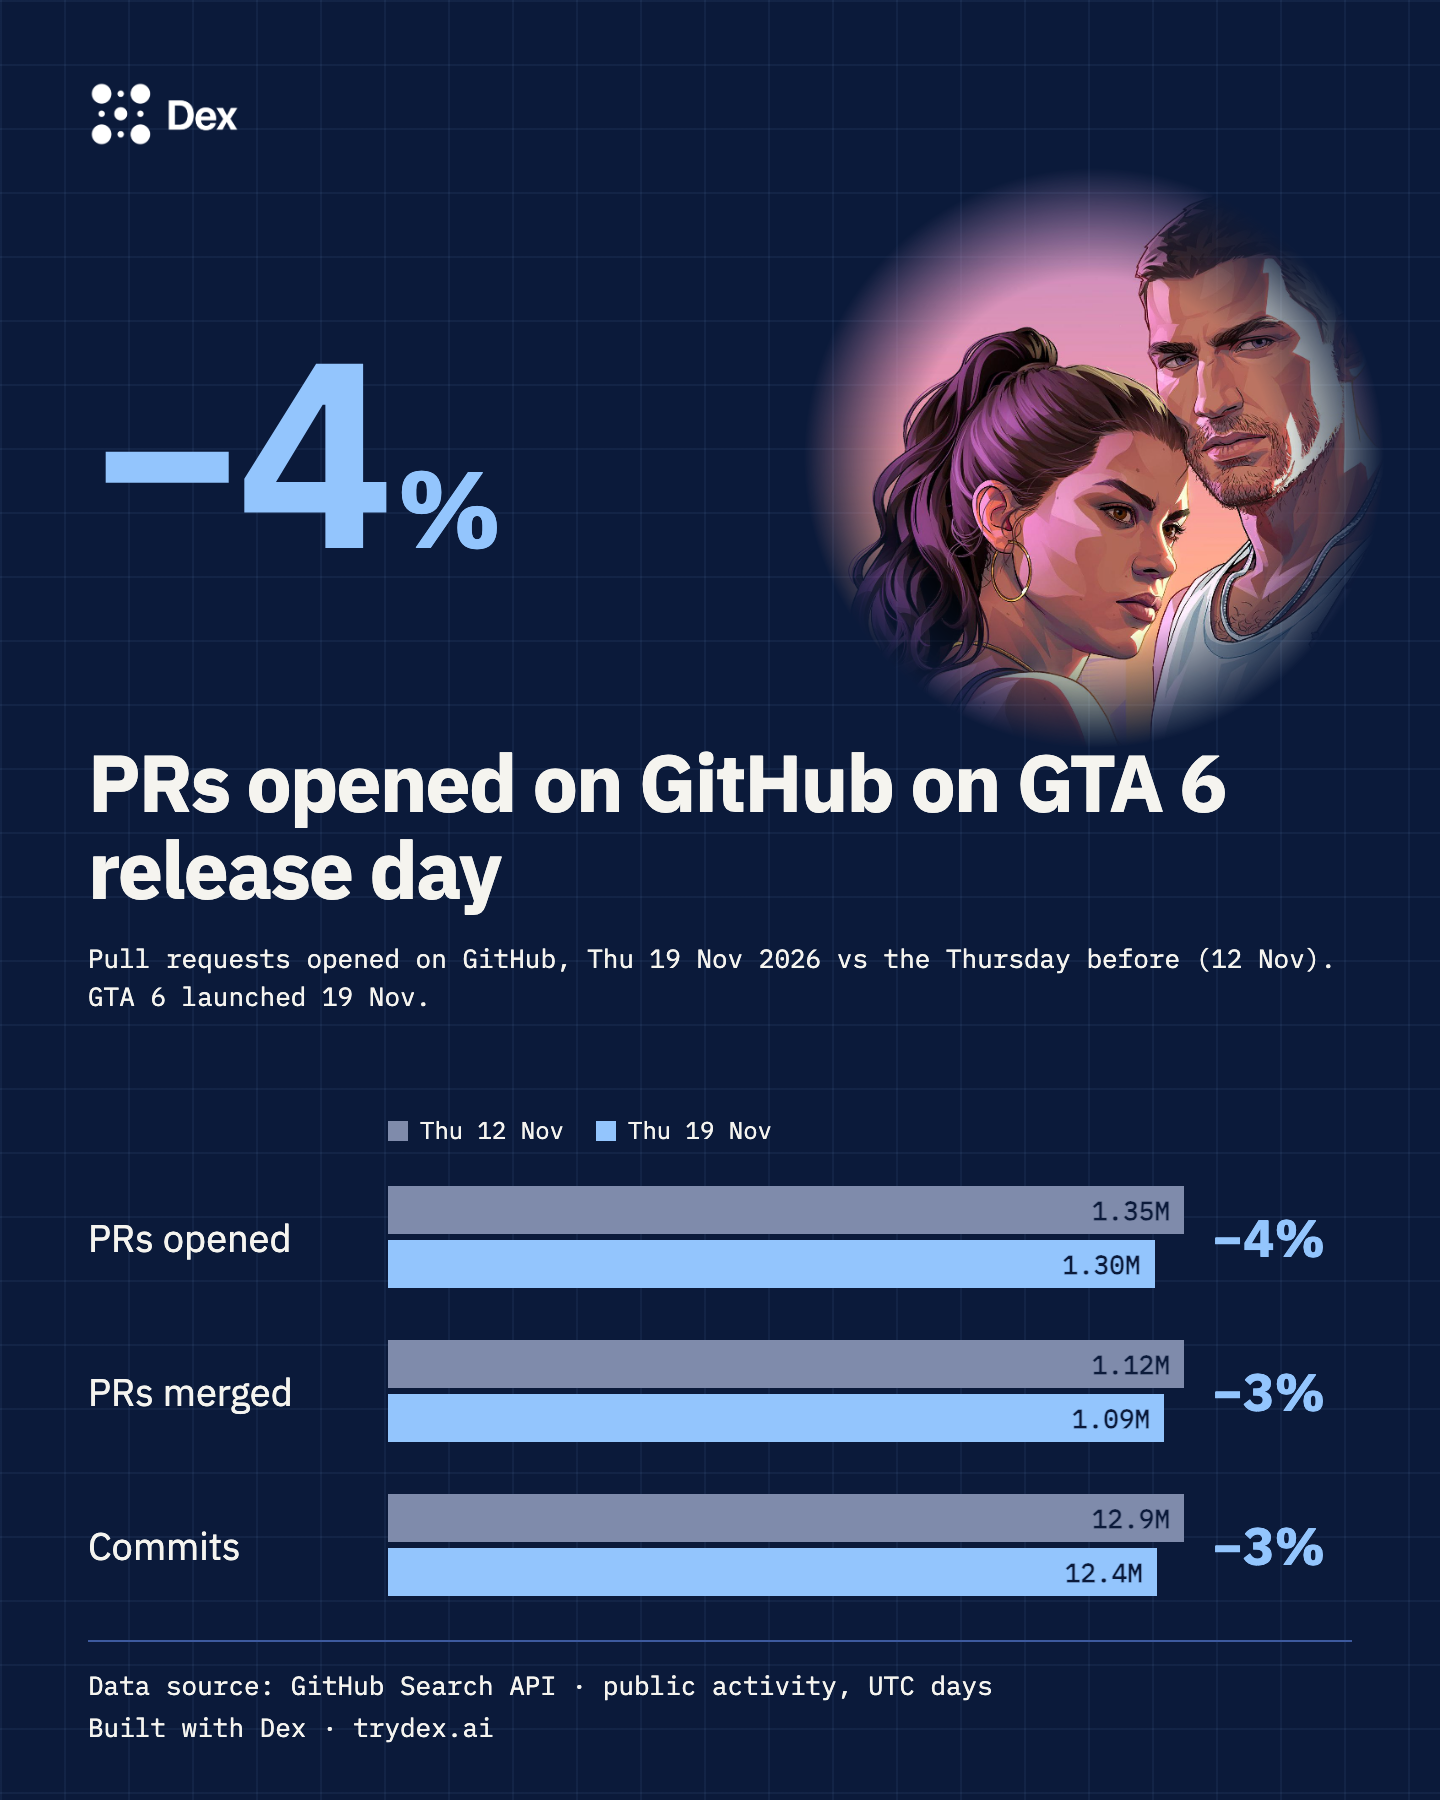 Dex
−4%
PRs opened on GitHub on GTA 6
release day
Pull requests opened on GitHub, Thu 19 Nov 2026 vs the Thursday before (12 Nov).
GTA 6 launched 19 Nov.
Thu 12 Nov Thu 19 Nov
1.35M
PRs opened −4%
1.30M
1.12M
PRs merged −3%
1.09M
12.9M
Commits −3%
12.4M
Data source: GitHub Search API · public activity, UTC days
Built with Dex · trydex.ai